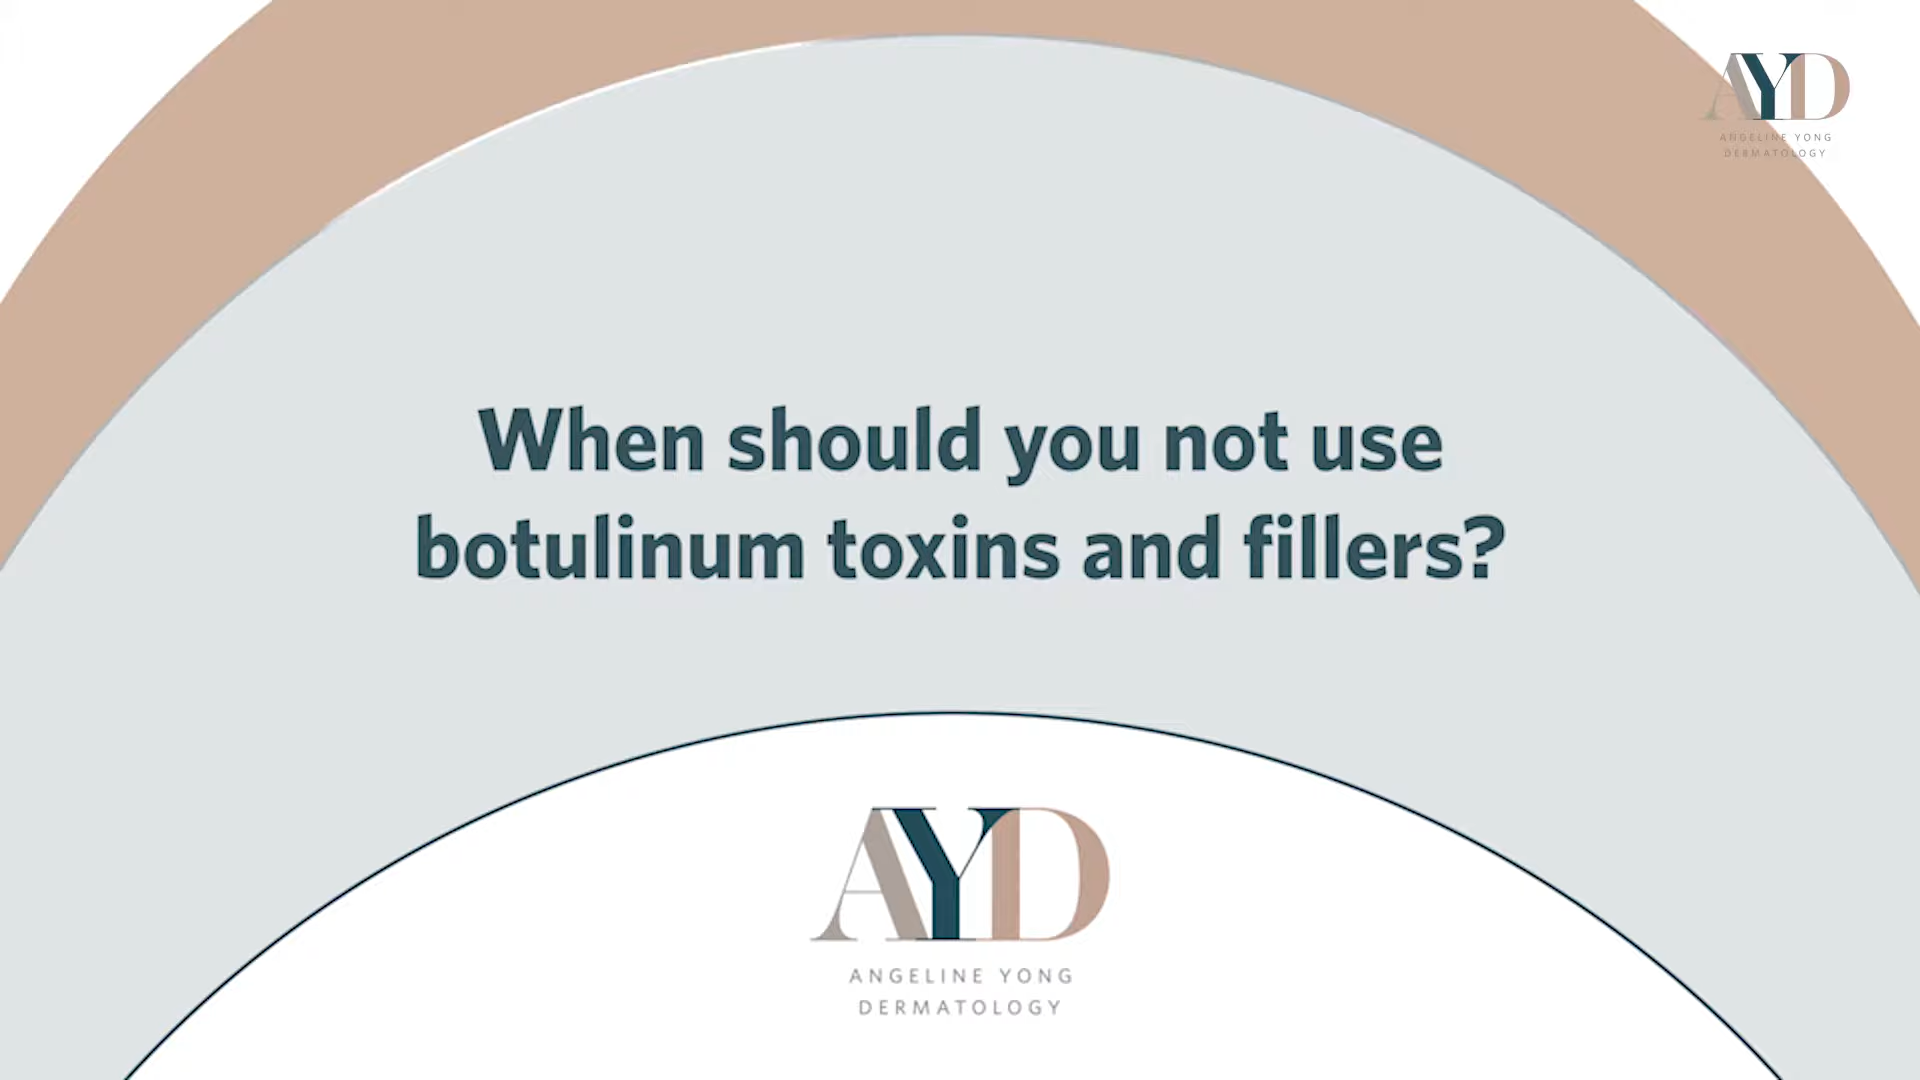 AYD
ANGELINE YONG
DERMATOLOGY
When should you not use
botulinum toxins and fillers?
AYD
ANGELINE YONG
DERMATOLOGY